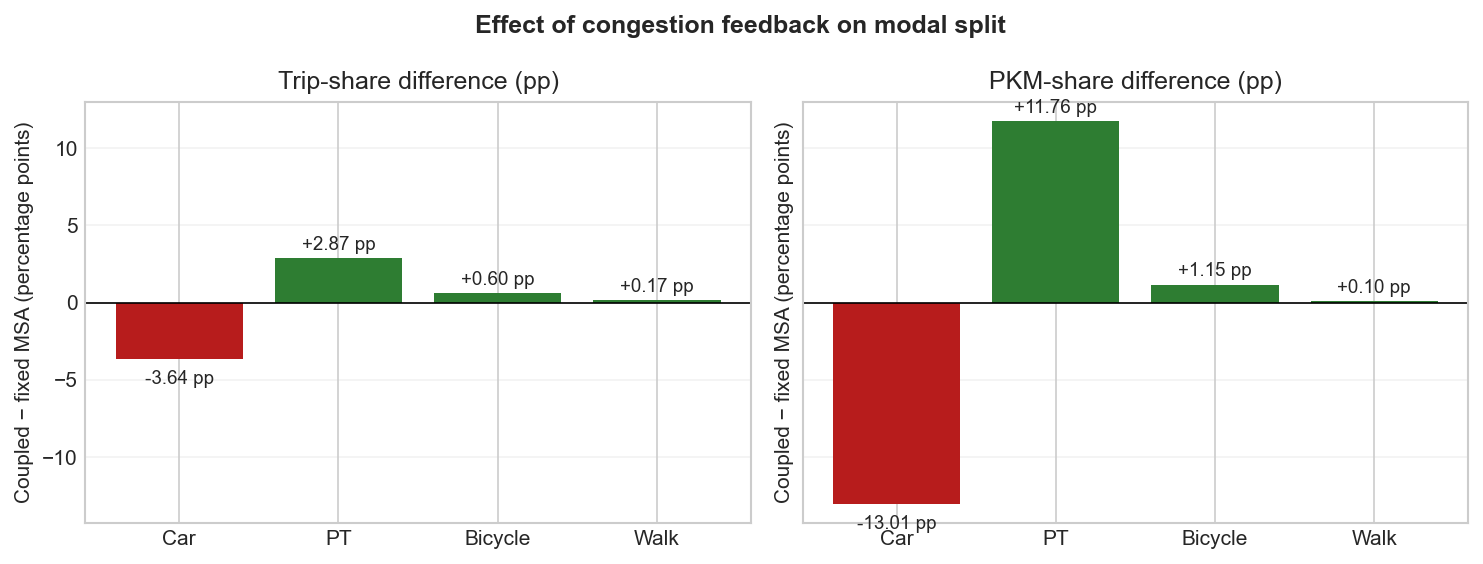 Effect of congestion feedback on modal split
Trip-share difference (pp)
Coupled − fixed MSA (percentage points)
10
5
0
−5
−10
-3.64 pp
+2.87 pp
+0.60 pp
+0.17 pp
Car
PT
Bicycle
Walk
PKM-share difference (pp)
Coupled − fixed MSA (percentage points)
-13.01 pp
+11.76 pp
+1.15 pp
+0.10 pp
Car
PT
Bicycle
Walk